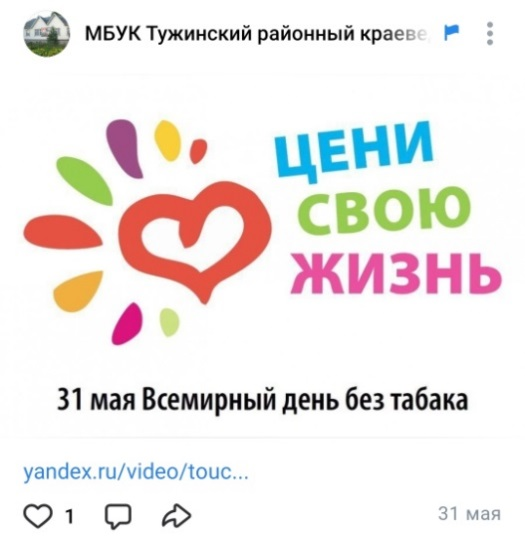 МБУК Тужинский районный краеве
ЦЕНИ
СВОЮ
ЖИЗНЬ
31 мая Всемирный день без табака
yandex.ru/video/touc...
1
31 мая